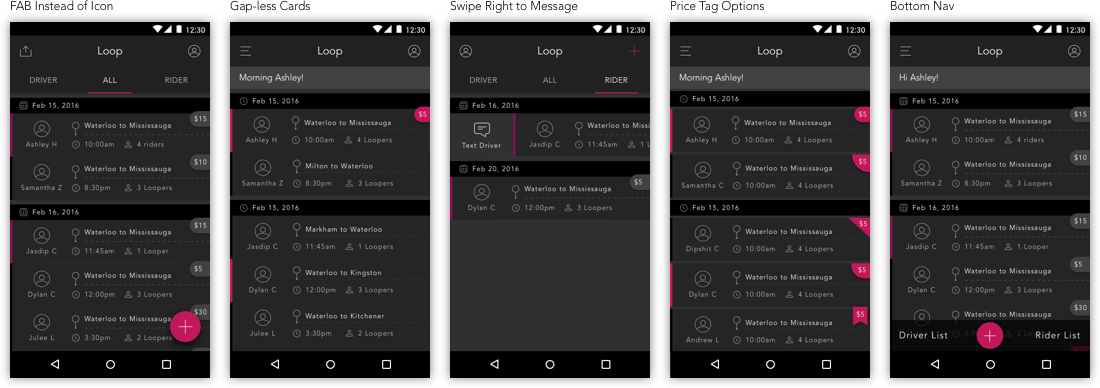 FAB Instead of Icon
12:30
Loop
DRIVER ALL RIDER
Feb 15, 2016
$15
Waterloo to Mississauga
Ashley H 10:00am 4 riders
$10
Waterloo to Mississauga
Samantha Z 8:30pm 3 Loopers
Feb 16, 2016
$15
Waterloo to Mississauga
Jasdip C 11:45am 1 Looper
$5
Waterloo to Mississauga
Dylan C 12:00pm 3 Loopers
$30
Waterloo to Mississauga
Julee L 3:30pm 2
Gap-less Cards
12:30
Loop
Morning Ashley!
Feb 15, 2016
$5
Waterloo to Mississauga
Ashley H 10:00am 4 Loopers
Milton to Waterloo
Samantha Z 8:30pm 3 Loopers
Feb 15, 2016
Markham to Waterloo
Jasdip C 11:45am 1 Looper
Waterloo to Kingston
Dylan C 12:00pm 3 Loopers
Waterloo to Kitchener
Julee L 3:30pm 2 Loopers
Swipe Right to Message
12:30
Loop
DRIVER ALL RIDER
Feb 16, 2016
Text Driver
Waterloo to Missis
Jasdip C 11:45am 1 L
Feb 20, 2016
$5
Waterloo to Mississauga
Dylan C 12:00pm 3 Loopers
Price Tag Options
12:30
Loop
Morning Ashley!
Feb 15, 2016
$5
Waterloo to Mississauga
Ashley H 10:00am 4 Loopers
$5
Waterloo to Mississauga
Samantha C 10:00am 4 Loopers
Feb 15, 2016
$5
Waterloo to Mississauga
Dipshit C 10:00am 4 Loopers
$5
Waterloo to Mississauga
Dylan C 10:00am 4 Loopers
$5
Waterloo to Mississauga
Andrew L 10:00am 4 Loopers
Bottom Nav
12:30
Loop
Hi Ashley!
Feb 15, 2016
$15
Waterloo to Mississauga
Ashley H 10:00am 4 riders
$10
Waterloo to Mississauga
Samantha Z 8:30pm 3 Loopers
Feb 16, 2016
$15
Waterloo to Mississauga
Jasdip C 11:45am 1 Looper
$5
Waterloo to Mississauga
Dylan C 12:00pm 3 Loopers
$30
Waterloo to Mississauga
Driver List Rider List